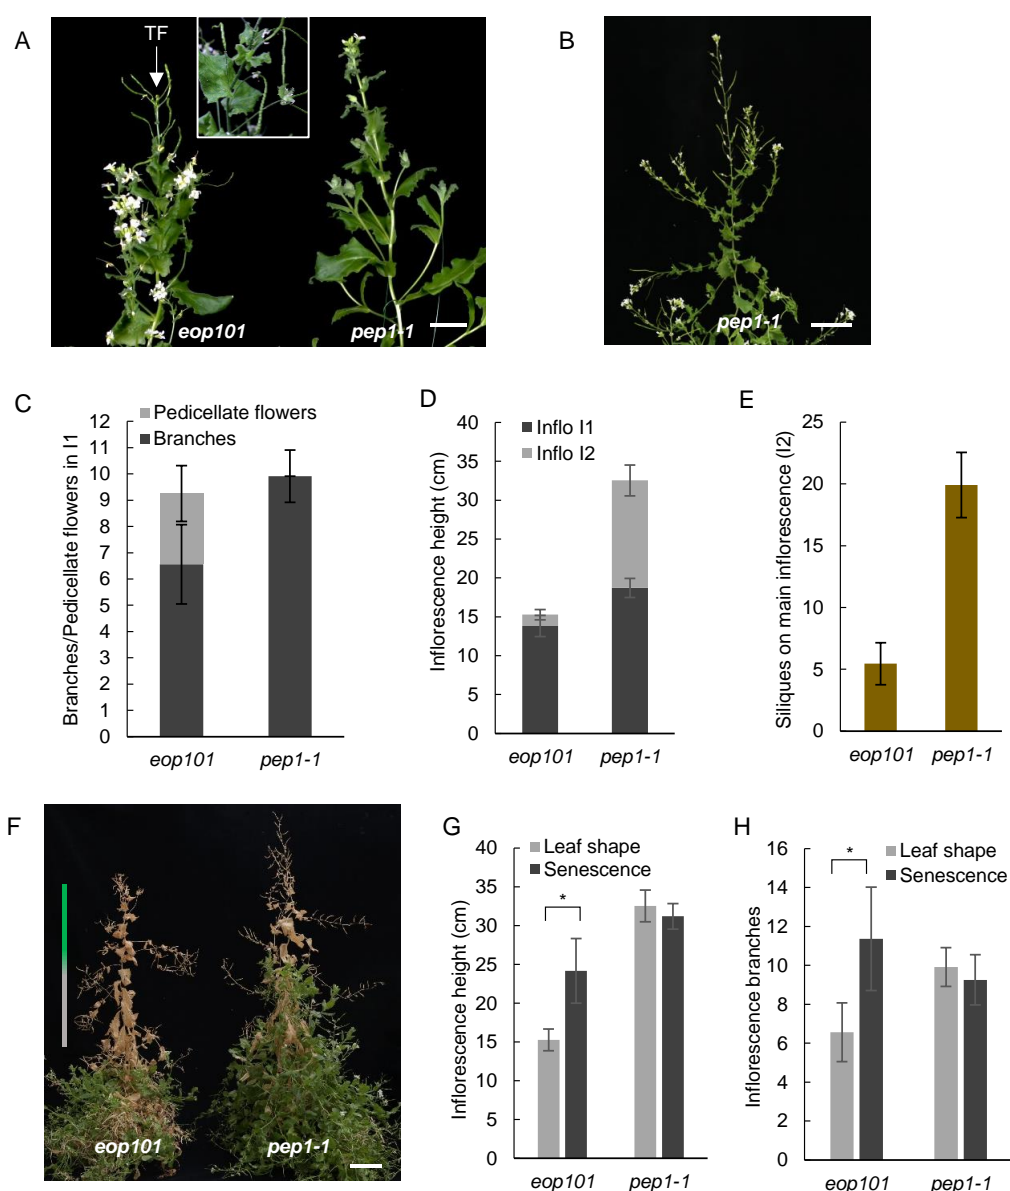 A
TF
eop101
pep1-1
B
pep1-1
C
Pedicellate flowers
Branches
Branches/Pedicellate flowers in I1
12
11
10
9
8
7
6
5
4
3
2
1
0
eop101
pep1-1
D
Inflo I1
Inflo I2
Inflorescence height (cm)
40
35
30
25
20
15
10
5
0
eop101
pep1-1
E
Siliques on main inflorescence (I2)
25
20
15
10
5
0
eop101
pep1-1
F
eop101
pep1-1
G
Leaf shape
Senescence
Inflorescence height (cm)
40
35
30
25
20
15
10
5
0
*
eop101
pep1-1
H
Leaf shape
Senescence
Inflorescence branches
16
14
12
10
8
6
4
2
0
*
eop101
pep1-1